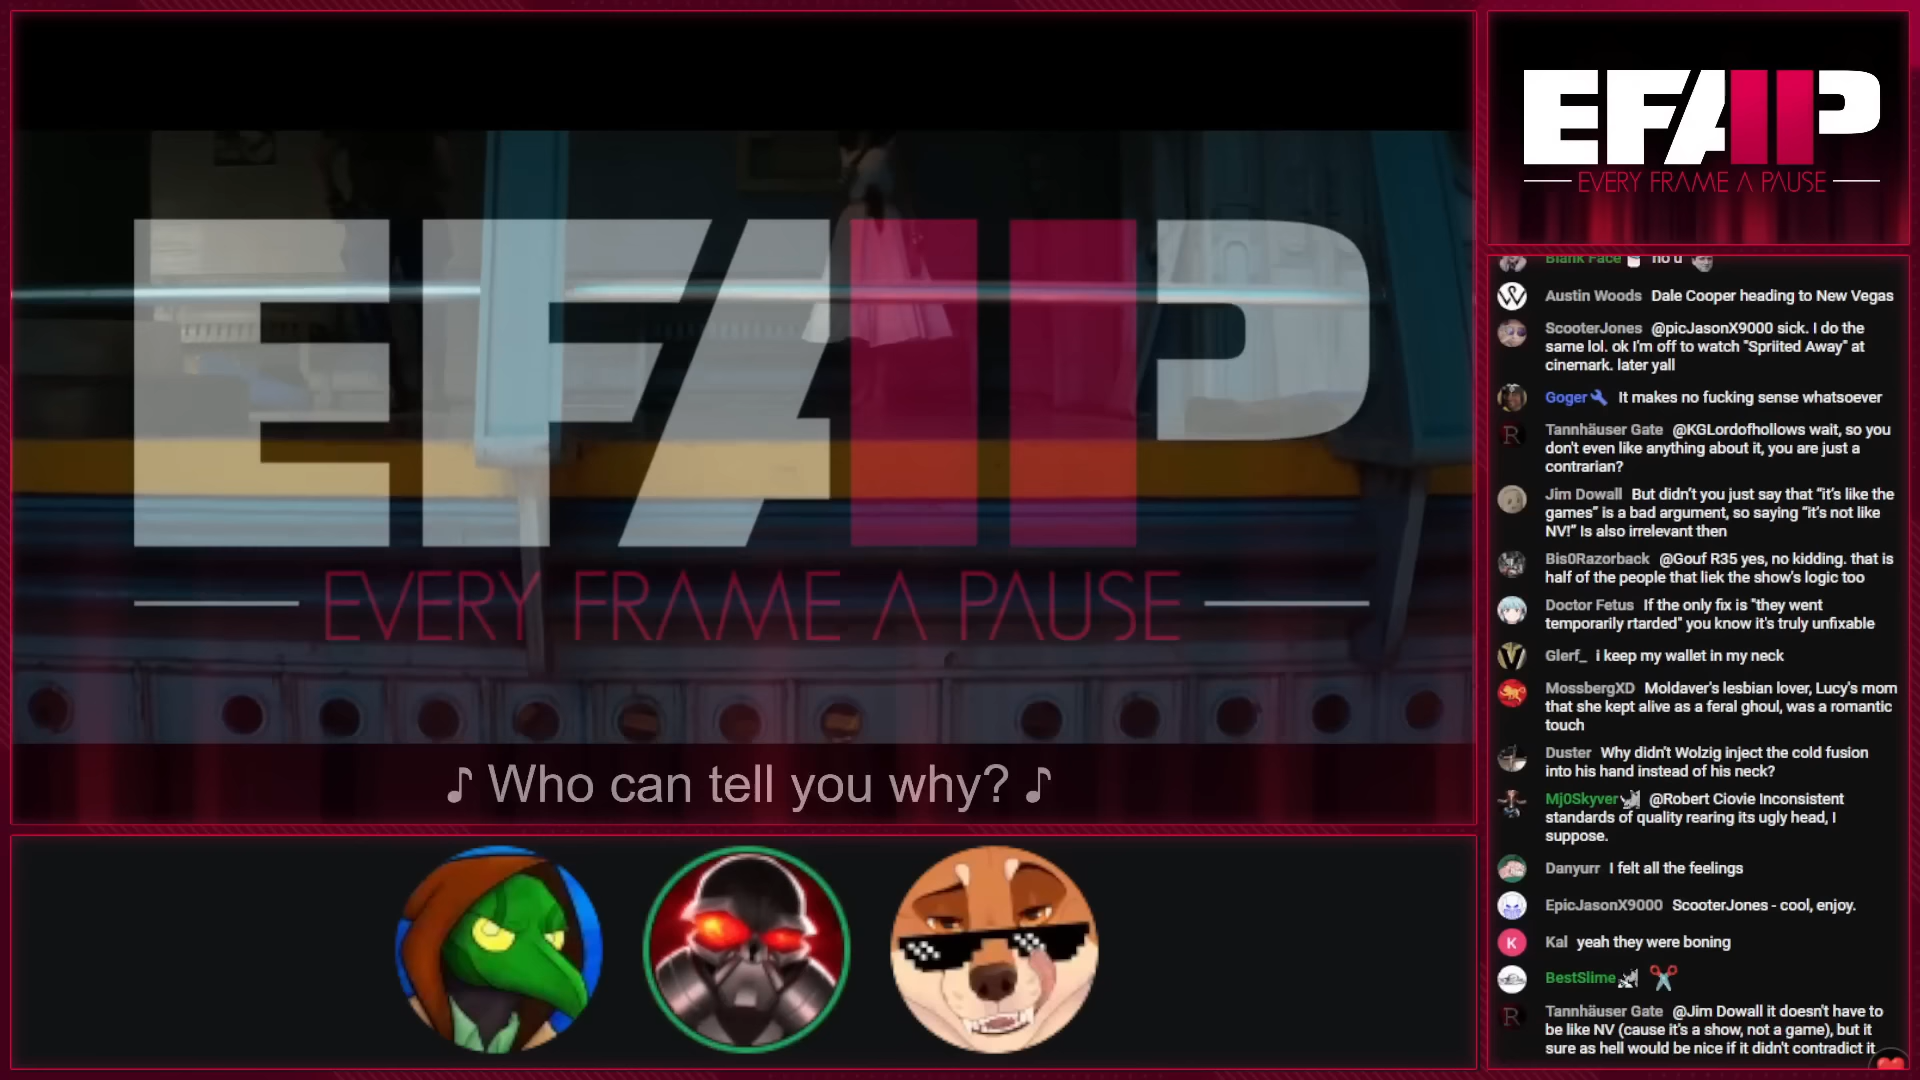 EFAP
EVERY FRAME A PAUSE
♪ Who can tell you why? ♪
EFAP
EVERY FRAME A PAUSE
Blank Face no u
Austin Woods Dale Cooper heading to New Vegas
ScooterJones @picJasonX9000 sick. I do the
same lol. ok I'm off to watch "Spriited Away" at
cinemark. later yall
Goger It makes no fucking sense whatsoever
Tannhäuser Gate @KGLordofhollows wait, so you
don't even like anything about it, you are just a
contrarian?
Jim Dowall But didn’t you just say that “it’s like the
games” is a bad argument, so saying “it’s not like
NV!” Is also irrelevant then
Bis0Razorback @Gouf R35 yes, no kidding. that is
half of the people that liek the show's logic too
Doctor Fetus If the only fix is "they went
temporarily rtarded" you know it's truly unfixable
Glerf_ i keep my wallet in my neck
MossbergXD Moldaver's lesbian lover, Lucy's mom
that she kept alive as a feral ghoul, was a romantic
touch
Duster Why didn't Wolzig inject the cold fusion
into his hand instead of his neck?
Mj0Skyver @Robert Ciovie Inconsistent
standards of quality rearing its ugly head, I
suppose.
Danyurr I felt all the feelings
EpicJasonX9000 ScooterJones - cool, enjoy.
K Kal yeah they were boning
BestSlime
R Tannhäuser Gate @Jim Dowall it doesn't have to
be like NV (cause it's a show, not a game), but it
sure as hell would be nice if it didn't contradict it